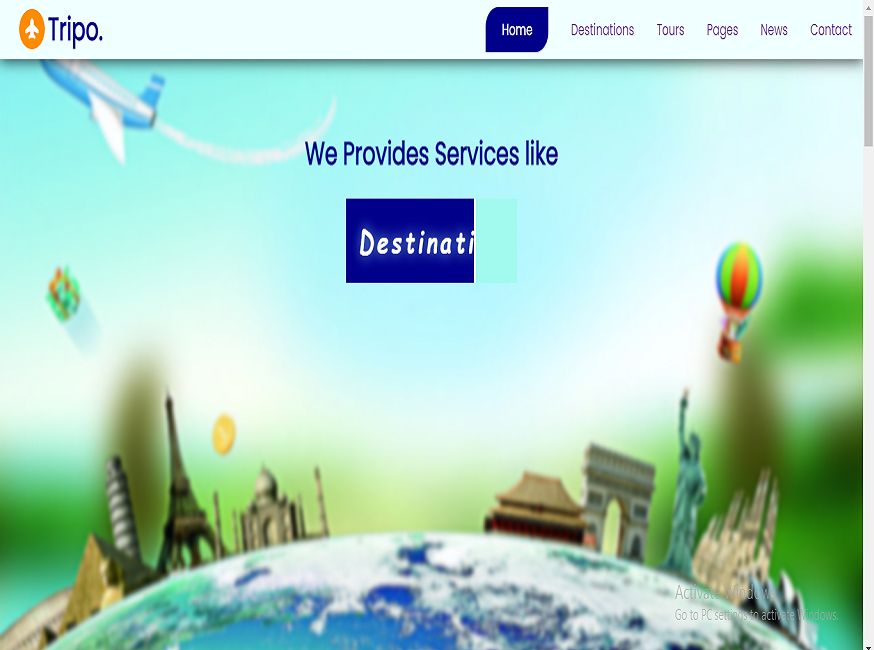 Tripo.
Home Destinations Tours Pages News Contact
We Provides Services like
Destinati
Activate Windows
Go to PC settings to activate Windows.